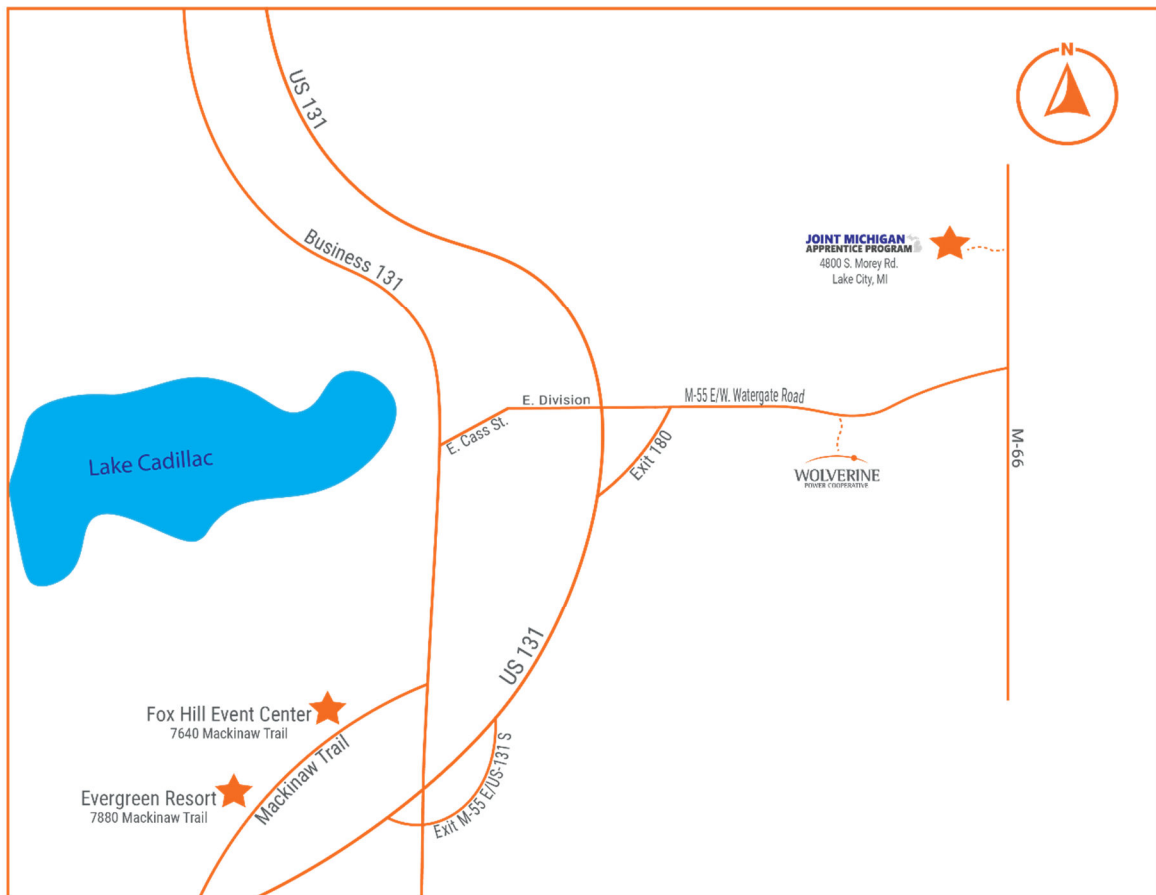 N
US 131
Business 131
JOINT MICHIGAN
APPRENTICE PROGRAM
4800 S. Morey Rd.
Lake City, MI
E. Division
M-55 E/W. Watergate Road
E. Cass St.
Exit 180
M-66
Lake Cadillac
WOLVERINE
POWER COOPERATIVE
US 131
Fox Hill Event Center
7640 Mackinaw Trail
Mackinaw Trail
Exit M-55 E/US-131 S
Evergreen Resort
7880 Mackinaw Trail